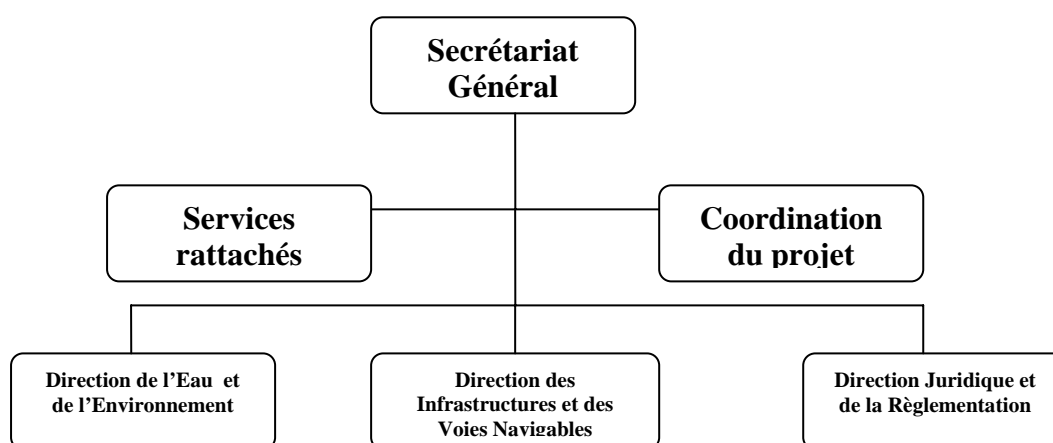 Secrétariat
Général
Services
rattachés
Coordination
du projet
Direction de l’Eau et
de l’Environnement
Direction des
Infrastructures et des
Voies Navigables
Direction Juridique et
de la Règlementation